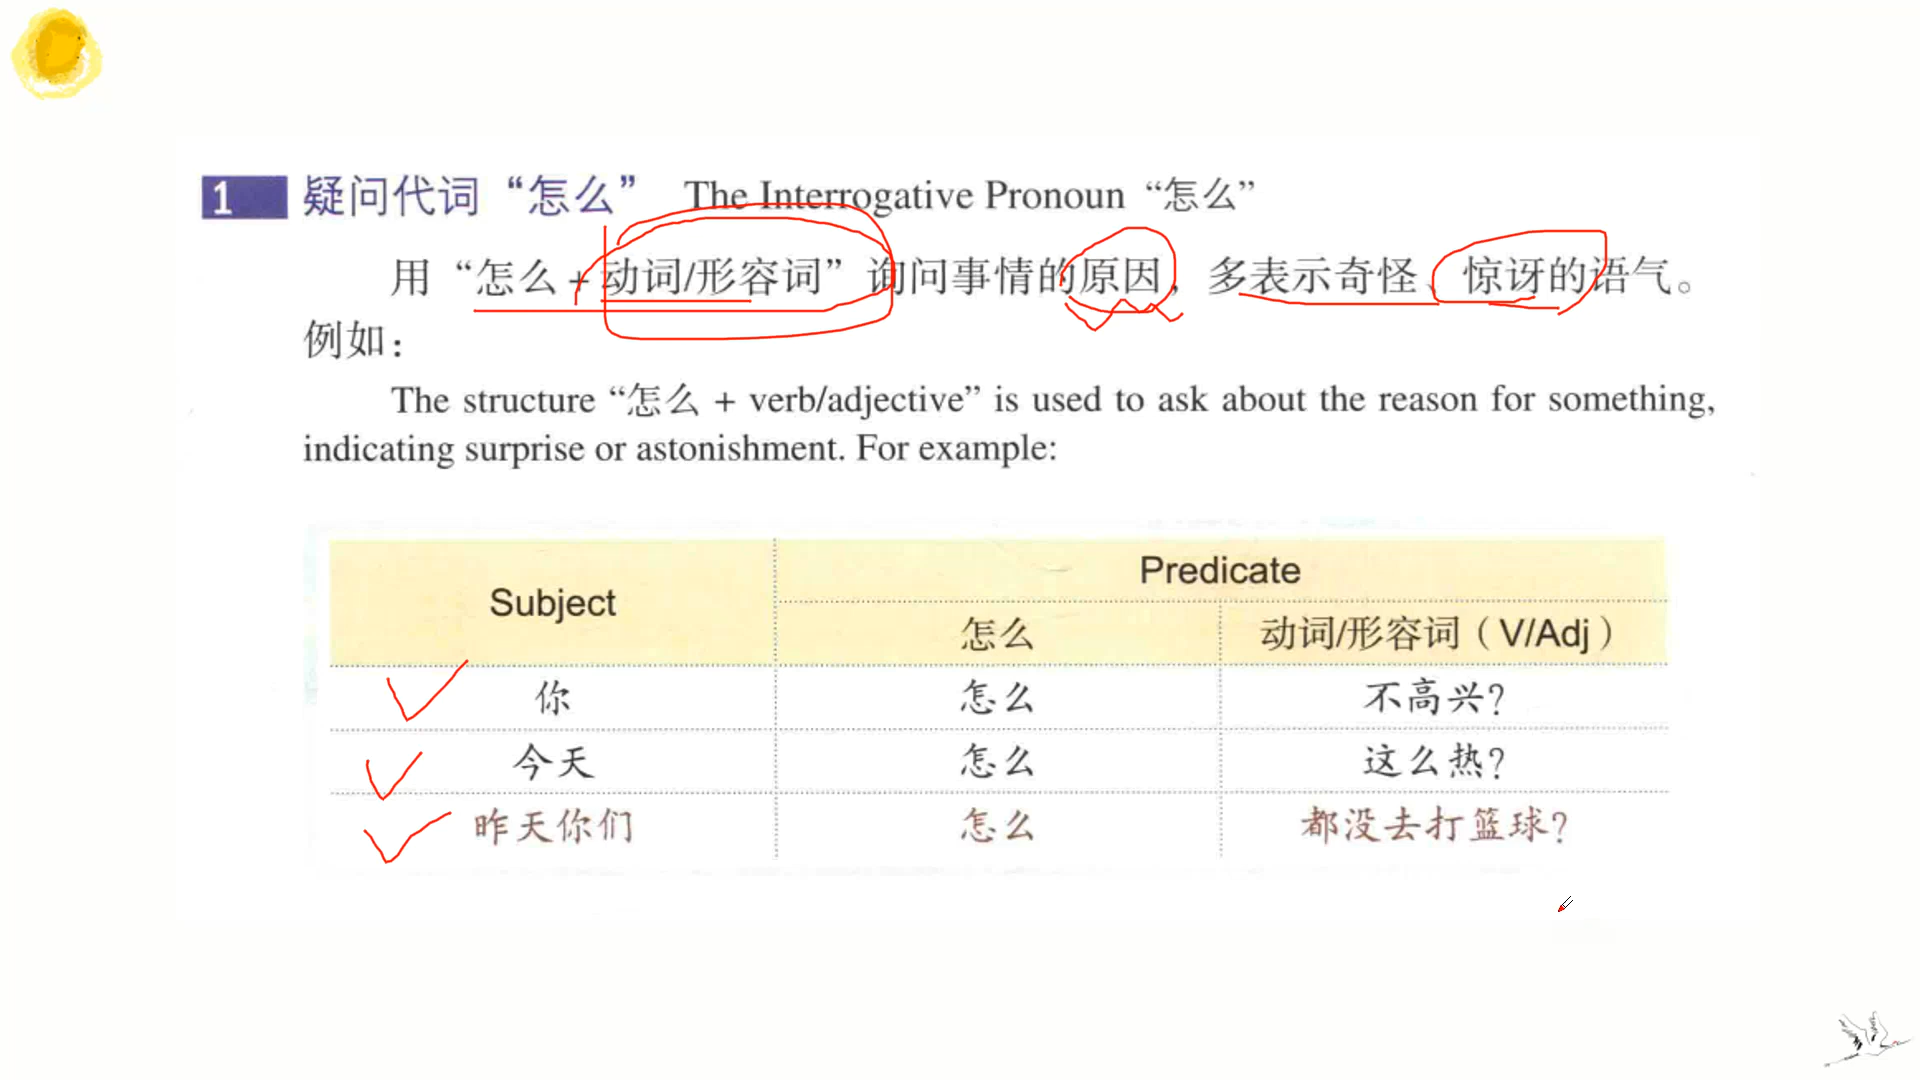 1 疑问代词“怎么” The Interrogative Pronoun “怎么”
用“怎么+动词/形容词”询问事情的原因，多表示奇怪、惊讶的语气。
例如：
The structure “怎么 + verb/adjective” is used to ask about the reason for something,
indicating surprise or astonishment. For example:
Subject Predicate
怎么 动词/形容词（V/Adj）
你 怎么 不高兴？
今天 怎么 这么热？
昨天你们 怎么 都没去打篮球？